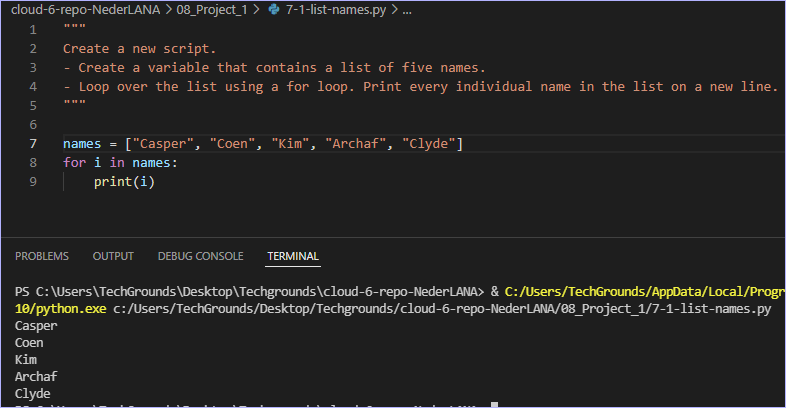 cloud-6-repo-NederLANA > 08_Project_1 > 7-1-list-names.py > ...
1 """
2 Create a new script.
3 - Create a variable that contains a list of five names.
4 - Loop over the list using a for loop. Print every individual name in the list on a new line.
5 """
6
7 names = ["Casper", "Coen", "Kim", "Archaf", "Clyde"]
8 for i in names:
9     print(i)
PROBLEMS OUTPUT DEBUG CONSOLE TERMINAL
PS C:\Users\TechGrounds\Desktop\Techgrounds\cloud-6-repo-NederLANA> & C:/Users/TechGrounds/AppData/Local/Progr
10/python.exe c:/Users/TechGrounds/Desktop/Techgrounds/cloud-6-repo-NederLANA/08_Project_1/7-1-list-names.py
Casper
Coen
Kim
Archaf
Clyde